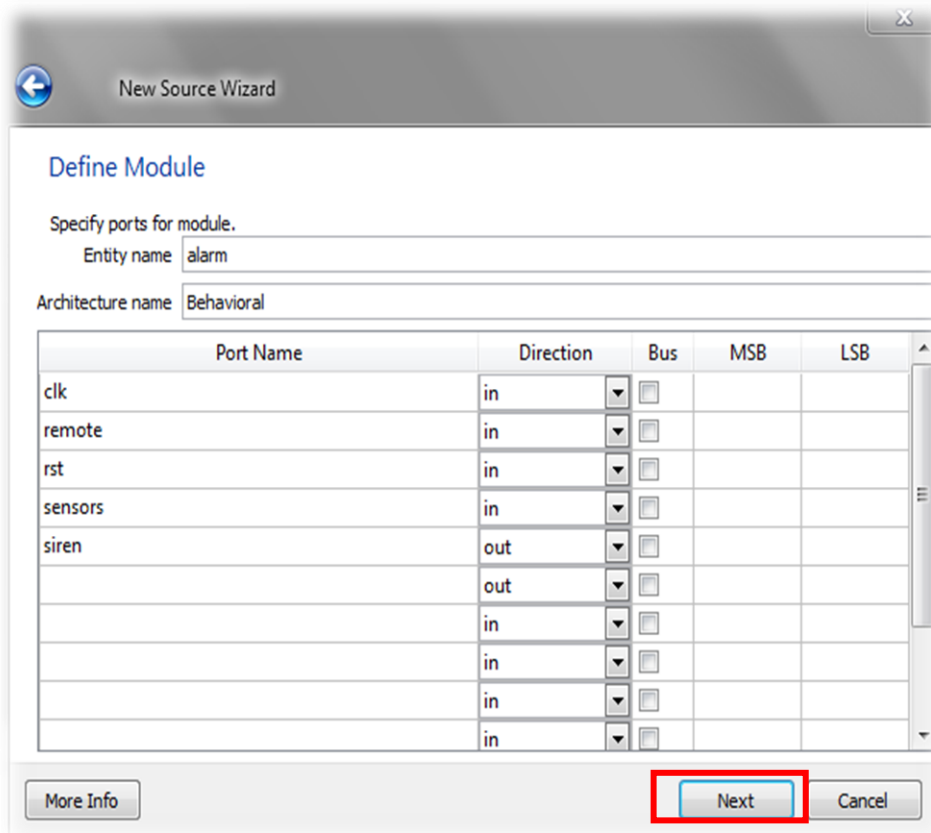 New Source Wizard
Define Module
Specify ports for module.
Entity name alarm
Architecture name Behavioral
Port Name Direction Bus MSB LSB
clk in
remote in
rst in
sensors in
siren out
out
in
in
in
in
More Info Next Cancel